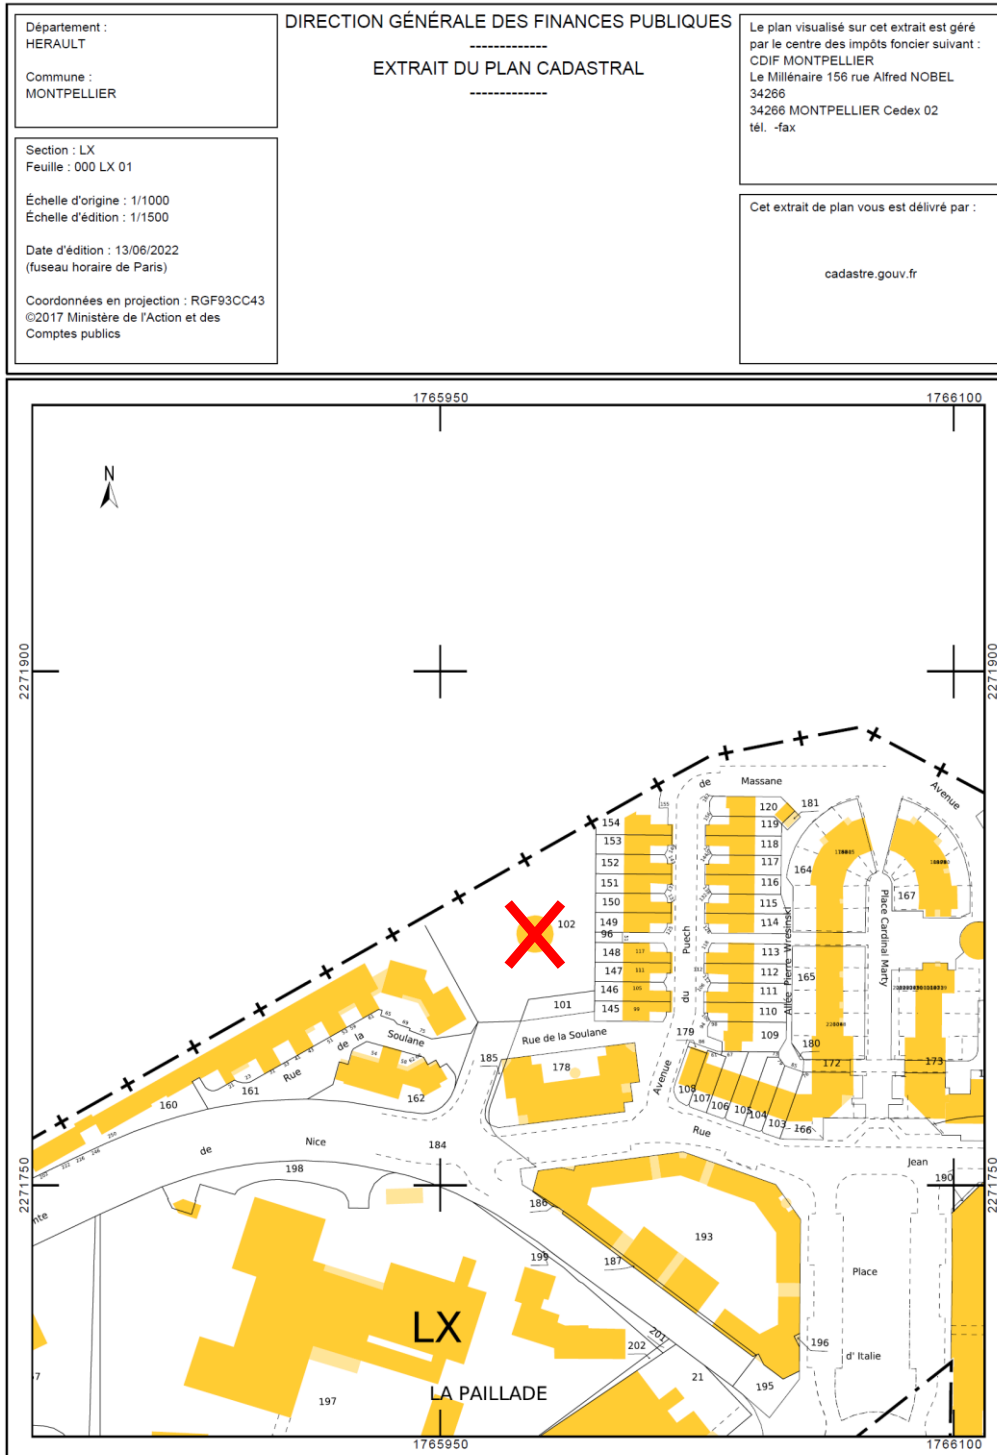 Département :
HERAULT
Commune :
MONTPELLIER
Section : LX
Feuille : 000 LX 01
Échelle d'origine : 1/1000
Échelle d'édition : 1/1500
Date d'édition : 13/06/2022
(fuseau horaire de Paris)
Coordonnées en projection : RGF93CC43
©2017 Ministère de l'Action et des
Comptes publics
DIRECTION GÉNÉRALE DES FINANCES PUBLIQUES
-------------
EXTRAIT DU PLAN CADASTRAL
-------------
Le plan visualisé sur cet extrait est géré
par le centre des impôts foncier suivant :
CDIF MONTPELLIER
Le Millénaire 156 rue Alfred NOBEL
34266
34266 MONTPELLIER Cedex 02
tél. -fax
Cet extrait de plan vous est délivré par :
cadastre.gouv.fr
1765950
1766100
N
2271900
2271900
de
Massane
Avenue
155
120
181
154
119
153
118
152
117
164
151
116
167
150
115
149
102
114
96
148
117
113
147
111
112
165
146
105
111
101
145
99
110
109
Puech
du
Avenue
Allée Pierre Wresinski
Place Cardinal Marty
Rue de la Soulane
179
180
185
178
172
173
Rue
de la
Soulane
160
161
162
108
107
106
105
104
103
166
de
Nice
184
Rue
Jean
198
190
2271750
2271750
186
193
199
187
Place
d' Italie
LX
201
202
196
21
195
LA PAILLADE
197
1765950
1766100